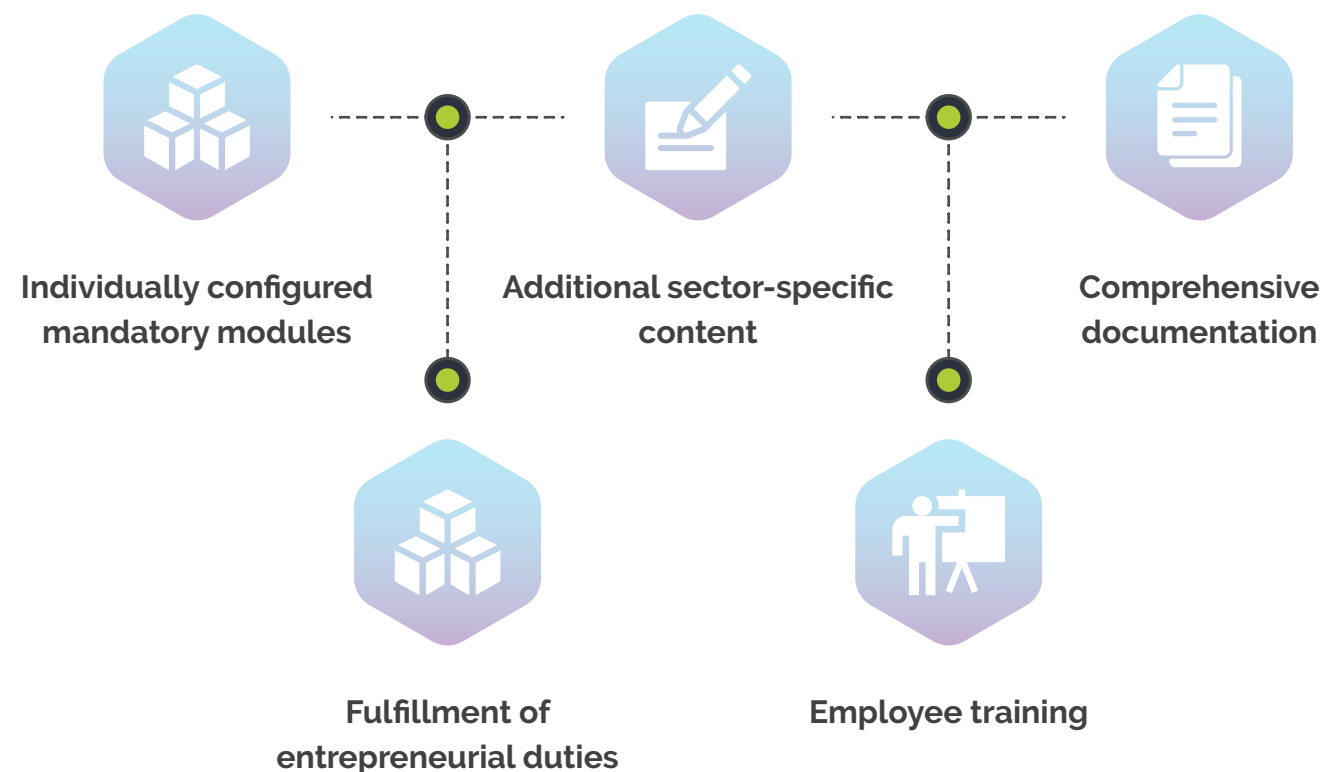 Individually configured
mandatory modules
Additional sector-specific
content
Comprehensive
documentation
Fulfillment of
entrepreneurial duties
Employee training